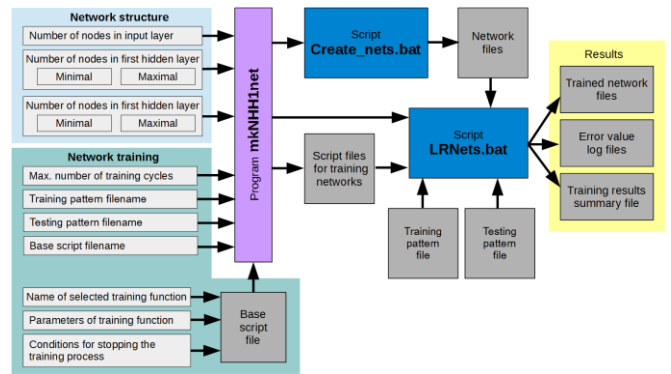 Network structure
Number of nodes in input layer
Number of nodes in first hidden layer
Minimal
Maximal
Number of nodes in first hidden layer
Minimal
Maximal
Network training
Max. number of training cycles
Training pattern filename
Testing pattern filename
Base script filename
Name of selected training function
Parameters of training function
Conditions for stopping the
training process
Base
script
file
Program mkNHH1net
Script
Create_nets.bat
Network
files
Script files
for training
networks
Script
LRNets.bat
Training
pattern
file
Testing
pattern
file
Results
Trained network
files
Error value
log files
Training results
summary file